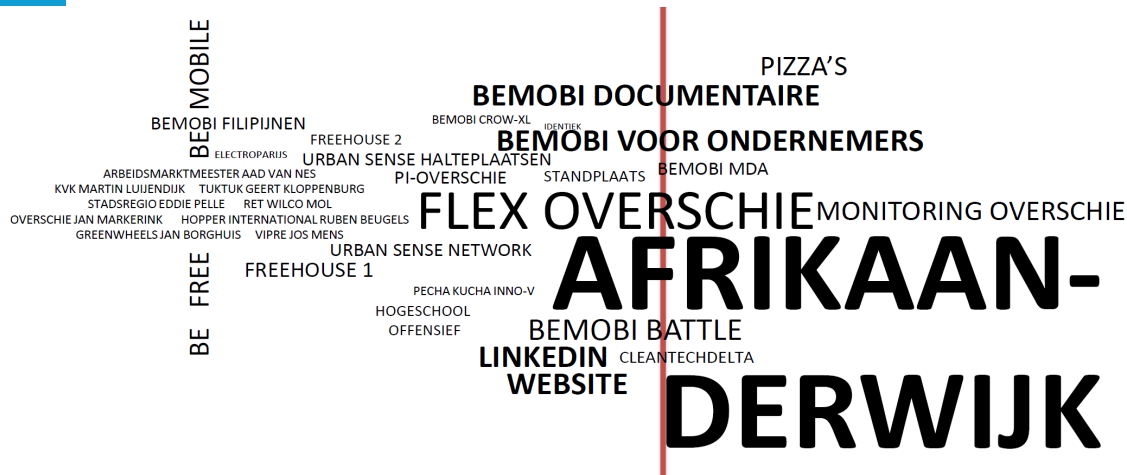 BE FREE BE MOBILE
PIZZA'S
BEMOBI DOCUMENTAIRE
BEMOBI FILIPIJNEN
BEMOBI CROW-XL
IDENTIEK
FREEHOUSE 2
BEMOBI VOOR ONDERNEMERS
ELECTROPARIJS
URBAN SENSE HALTEPLAATSEN
BEMOBI MDA
ARBEIDSMARKTMEESTER AAD VAN NES
PI-OVERSCHIE
STANDPLAATS
KVK MARTIN LUIJENDIJK TUKTUK GEERT KLOPPENBURG
STADSREGIO EDDIE PELLE RET WILCO MOL
OVERSCHIE JAN MARKERINK HOPPER INTERNATIONAL RUBEN BEUGELS
GREENWHEELS JAN BORGHUIS VIPRE JOS MENS
FLEX OVERSCHIE
MONITORING OVERSCHIE
URBAN SENSE NETWORK
FREEHOUSE 1
AFRIKAAN-
PECHA KUCHA INNO-V
HOGESCHOOL
OFFENSIEF
BEMOBI BATTLE
LINKEDIN
CLEANTECHDELTA
WEBSITE
DERWIJK